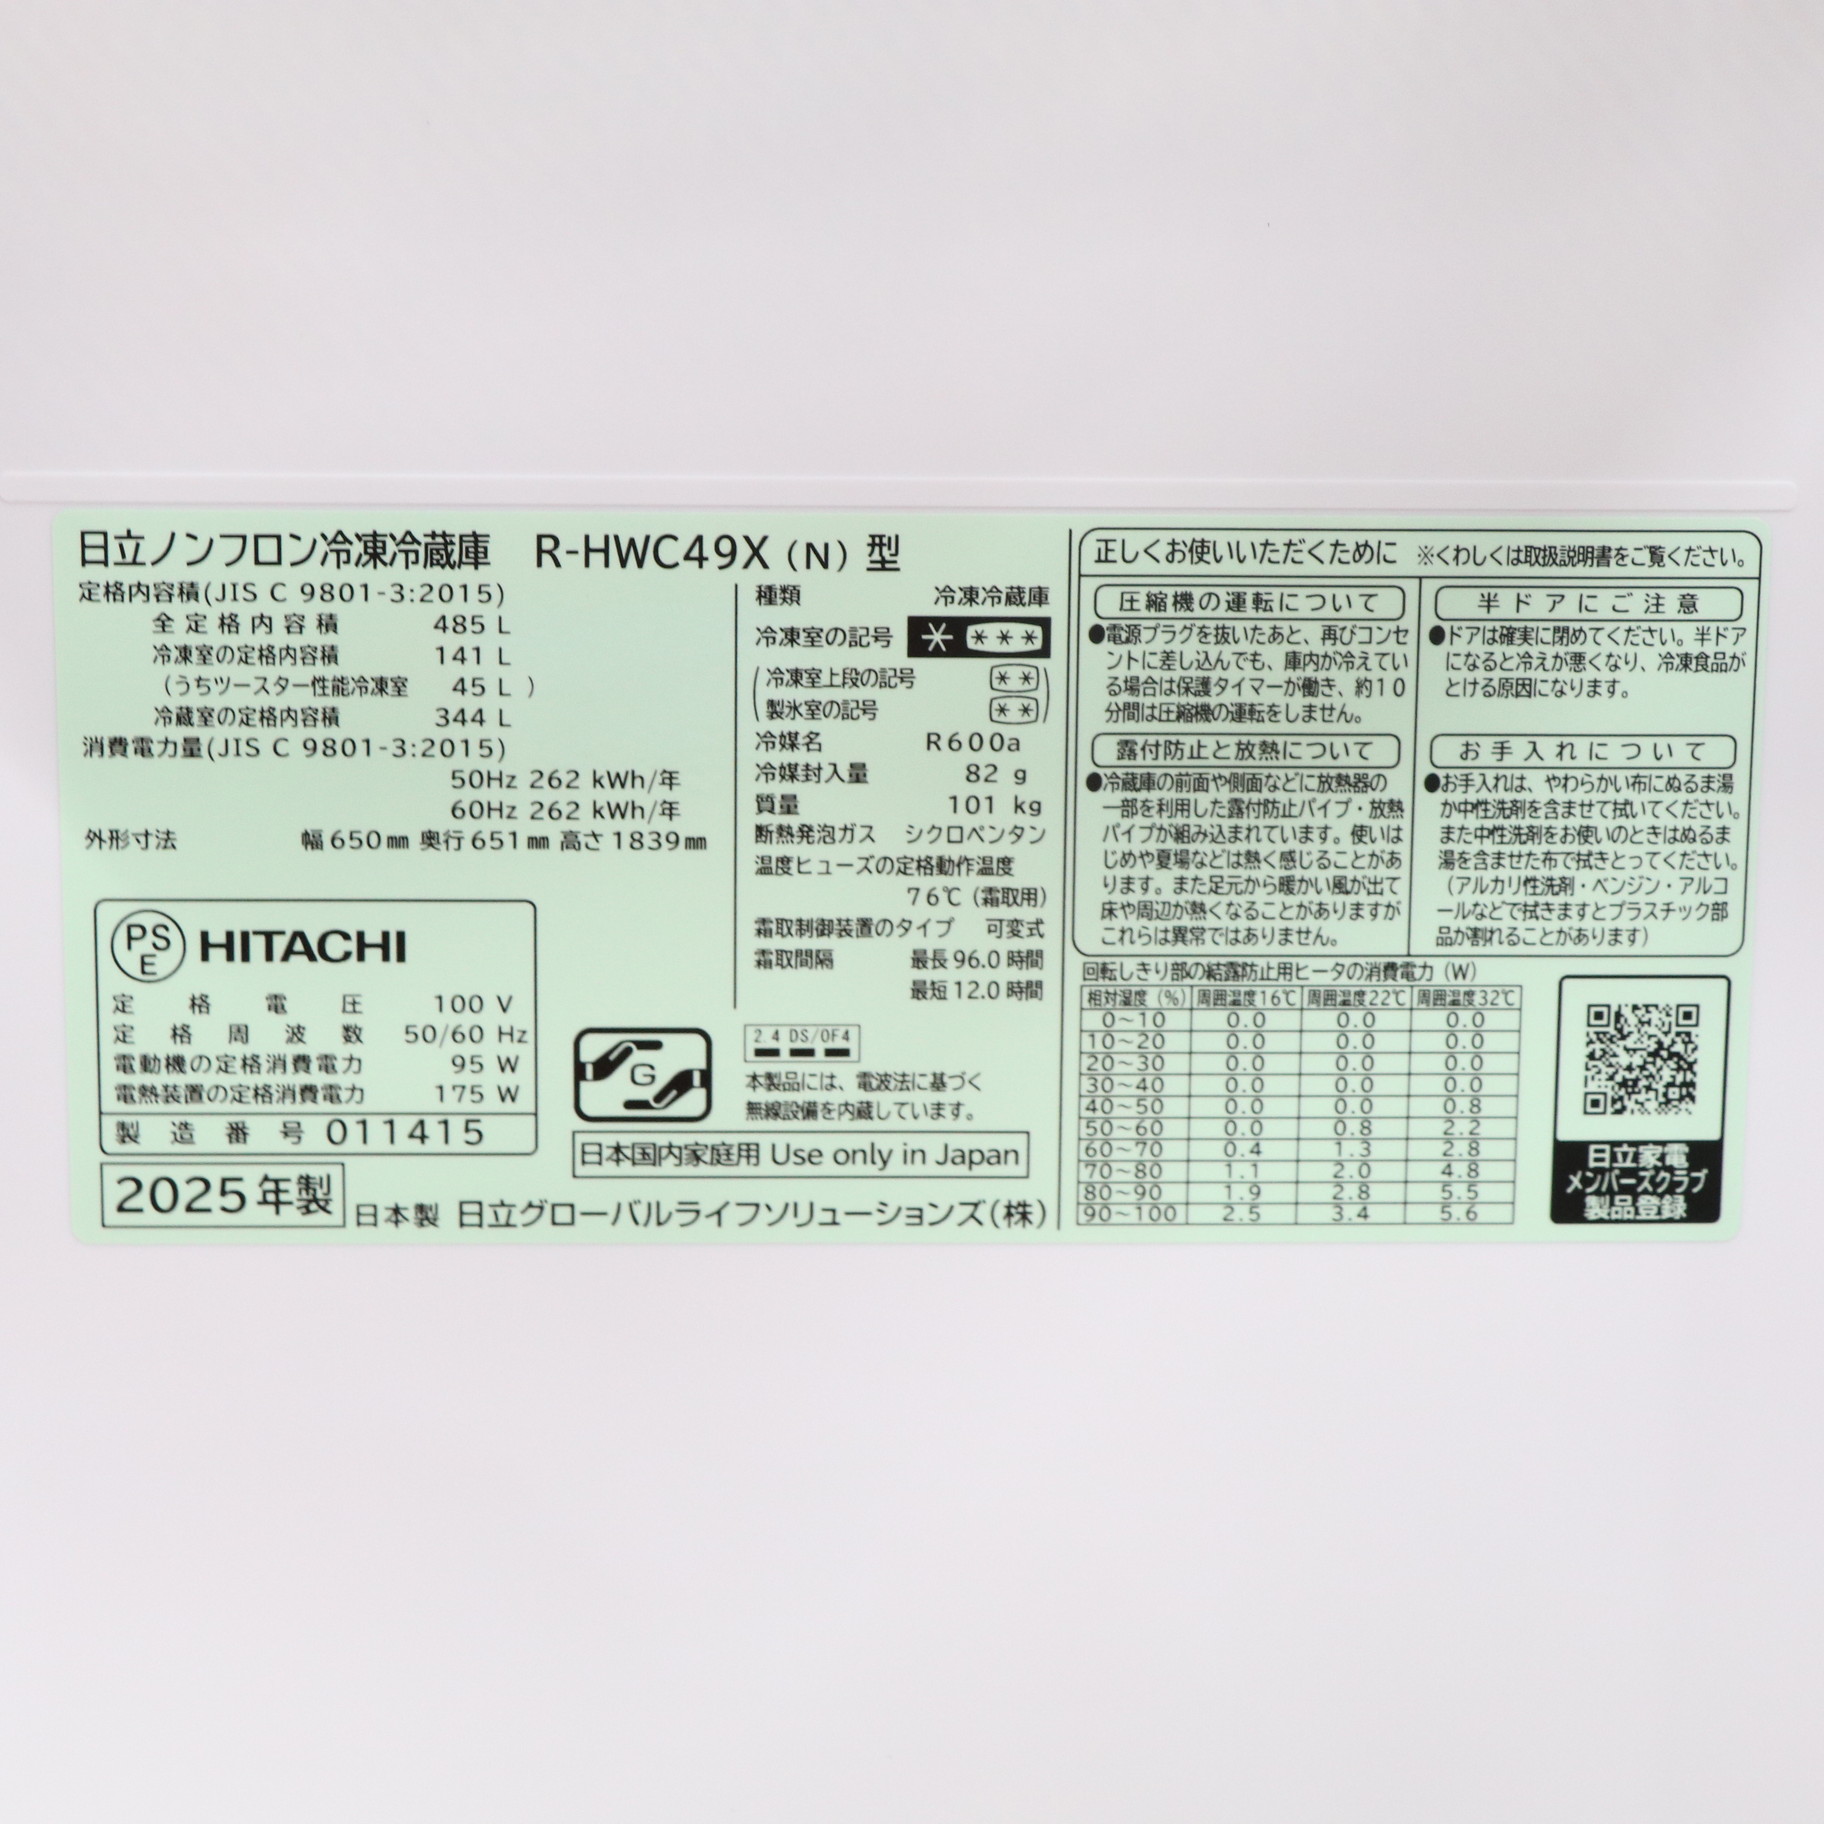 日立ノンフロン冷凍冷蔵庫 R-HWC49X (N) 型
定格内容積(JIS C 9801-3:2015)
全定格内容積 485 L
冷凍室の定格内容積 141 L
(うちツースター性能冷凍室 45 L )
冷蔵室の定格内容積 344 L
消費電力量(JIS C 9801-3:2015)
50Hz 262 kWh/年
60Hz 262 kWh/年
外形寸法 幅650㎜ 奥行651㎜ 高さ1839㎜
PS
E
HITACHI
定格電圧 100 V
定格周波数 50/60 Hz
電動機の定格消費電力 95 W
電熱装置の定格消費電力 175 W
製造番号 011415
2025年製
日本製 日立グローバルライフソリューションズ(株)
種類 冷凍冷蔵庫
冷凍室の記号 * ***
(冷凍室上段の記号 **)
(製氷室の記号 **)
冷媒名 R600a
冷媒封入量 82 g
質量 101 kg
断熱発泡ガス シクロペンタン
温度ヒューズの定格動作温度
76℃(霜取用)
霜取制御装置のタイプ 可変式
霜取間隔 最長96.0時間
最短12.0時間
G
2.4 DS/OF4
本製品には、電波法に基づく
無線設備を内蔵しています。
日本国内家庭用 Use only in Japan
正しくお使いいただくために ※くわしくは取扱説明書をご覧ください。
圧縮機の運転について
●電源プラグを抜いたあと、再びコンセ
ントに差し込んでも、庫内が冷えてい
る場合は保護タイマーが働き、約10
分間は圧縮機の運転をしません。
半ドアにご注意
●ドアは確実に閉めてください。半ドア
になると冷えが悪くなり、冷凍食品が
とける原因になります。
露付防止と放熱について
●冷蔵庫の前面や側面などに放熱器の
一部を利用した露付防止パイプ・放熱
パイプが組み込まれています。使いは
じめや夏場などは熱く感じることがあ
ります。また足元から暖かい風が出て
床や周辺が熱くなることがありますが
これらは異常ではありません。
お手入れについて
●お手入れは、やわらかい布にぬるま湯
か中性洗剤を含ませて拭いてください。
また中性洗剤をお使いのときはぬるま
湯を含ませた布で拭きとってください。
(アルカリ性洗剤・ベンジン・アルコ
ールなどで拭きますとプラスチック部
品が割れることがあります)
回転しきり部の結露防止用ヒータの消費電力(W)
相対湿度(%) 周囲温度16℃ 周囲温度22℃ 周囲温度32℃
0~10 0.0 0.0 0.0
10~20 0.0 0.0 0.0
20~30 0.0 0.0 0.0
30~40 0.0 0.0 0.0
40~50 0.0 0.0 0.8
50~60 0.0 0.8 2.2
60~70 0.4 1.3 2.8
70~80 1.1 2.0 4.8
80~90 1.9 2.8 5.5
90~100 2.5 3.4 5.6
日立家電
メンバーズクラブ
製品登録